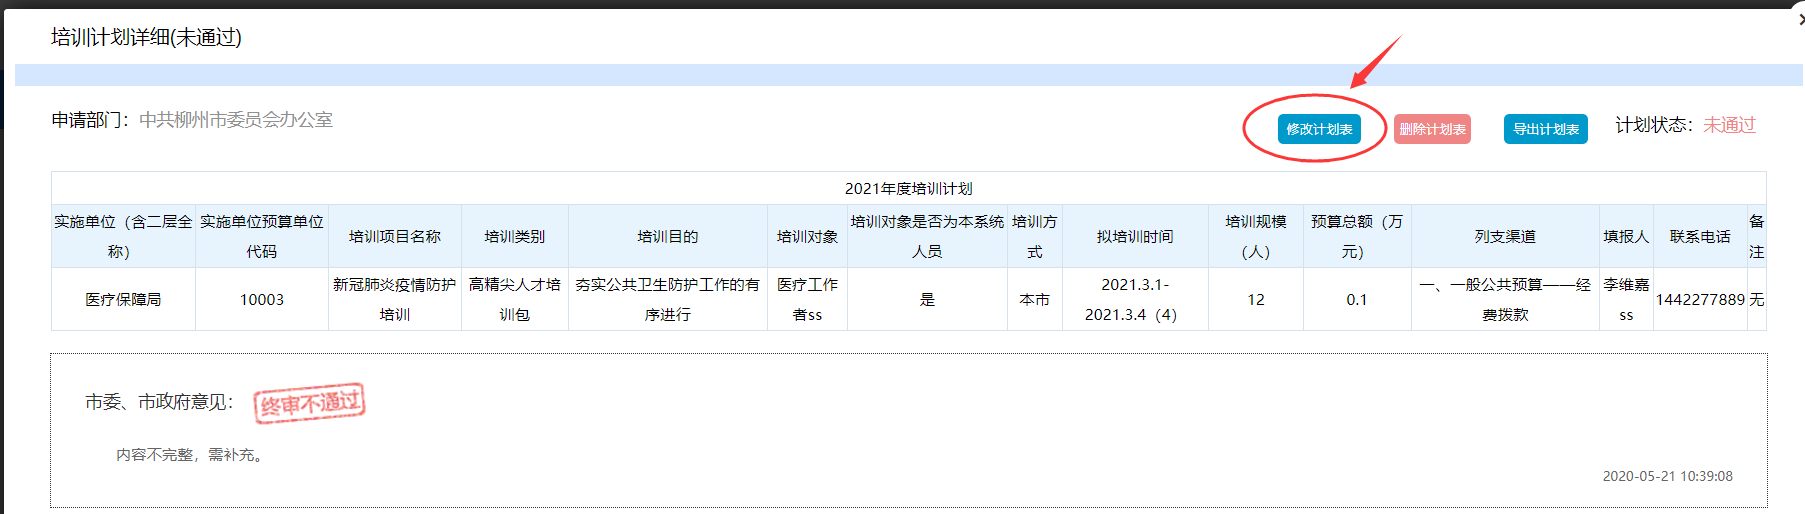 培训计划详细(未通过)
申请部门：中共柳州市委员会办公室
修改计划表 删除计划表 导出计划表 计划状态：未通过
2021年度培训计划
实施单位（含二层全称） 实施单位预算单位代码 培训项目名称 培训类别 培训目的 培训对象 培训对象是否为本系统人员 培训方式 拟培训时间 培训规模（人） 预算总额（万元） 列支渠道 填报人 联系电话 备注
医疗保障局 10003 新冠肺炎疫情防护培训 高精尖人才培训包 夯实公共卫生防护工作的有序进行 医疗工作者ss 是 本市 2021.3.1-2021.3.4（4） 12 0.1 一、一般公共预算——经费拨款 李维嘉ss 1442277889 无
市委、市政府意见： 终审不通过
内容不完整，需补充。
2020-05-21 10:39:08